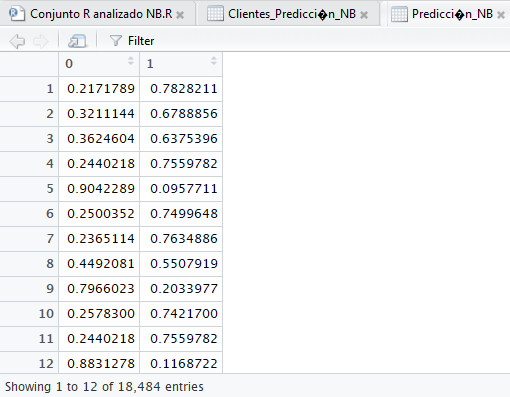 Conjunto R analizado NB.R Clientes_Predicci�n_NB Predicci�n_NB
Filter
0 1
1 0.2171789 0.7828211
2 0.3211144 0.6788856
3 0.3624604 0.6375396
4 0.2440218 0.7559782
5 0.9042289 0.0957711
6 0.2500352 0.7499648
7 0.2365114 0.7634886
8 0.4492081 0.5507919
9 0.7966023 0.2033977
10 0.2578300 0.7421700
11 0.2440218 0.7559782
12 0.8831278 0.1168722
Showing 1 to 12 of 18,484 entries